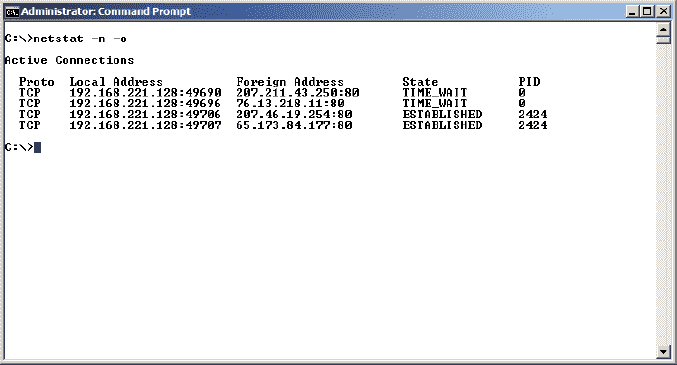 Administrator: Command Prompt
C:\>netstat -n -o
Active Connections
Proto Local Address Foreign Address State PID
TCP 192.168.221.128:49690 207.211.43.250:80 TIME_WAIT 0
TCP 192.168.221.128:49696 76.13.218.11:80 TIME_WAIT 0
TCP 192.168.221.128:49706 207.46.19.254:80 ESTABLISHED 2424
TCP 192.168.221.128:49707 65.173.84.177:80 ESTABLISHED 2424
C:\>